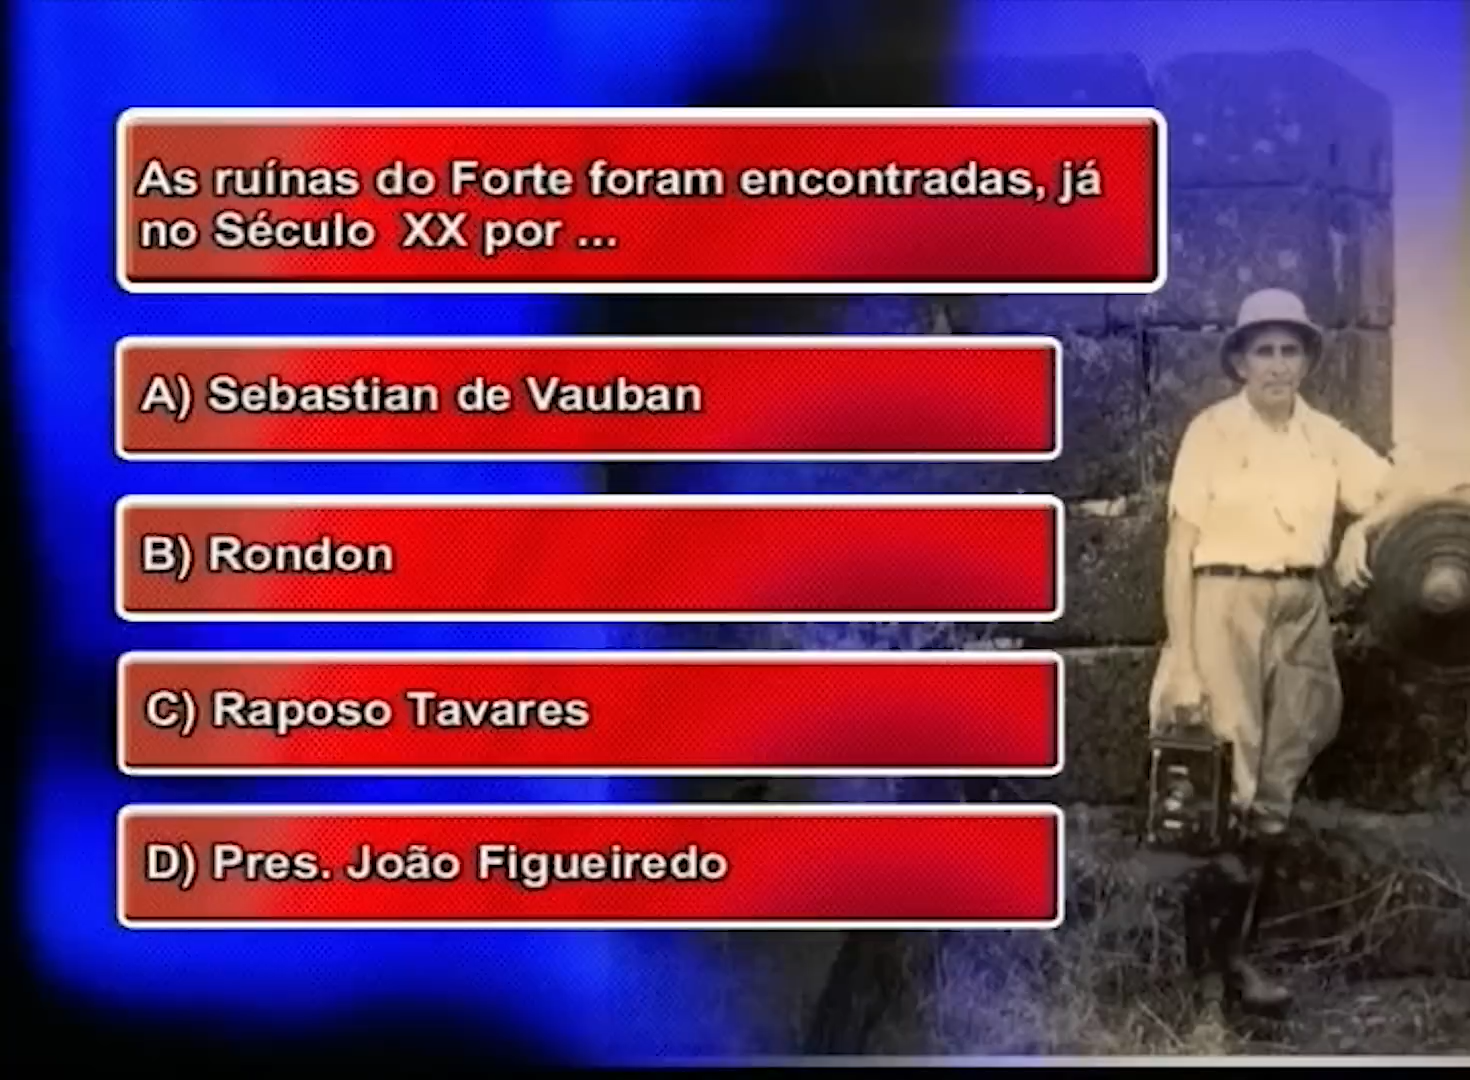 As ruínas do Forte foram encontradas, já
no Século XX por ...
A) Sebastian de Vauban
B) Rondon
C) Raposo Tavares
D) Pres. João Figueiredo